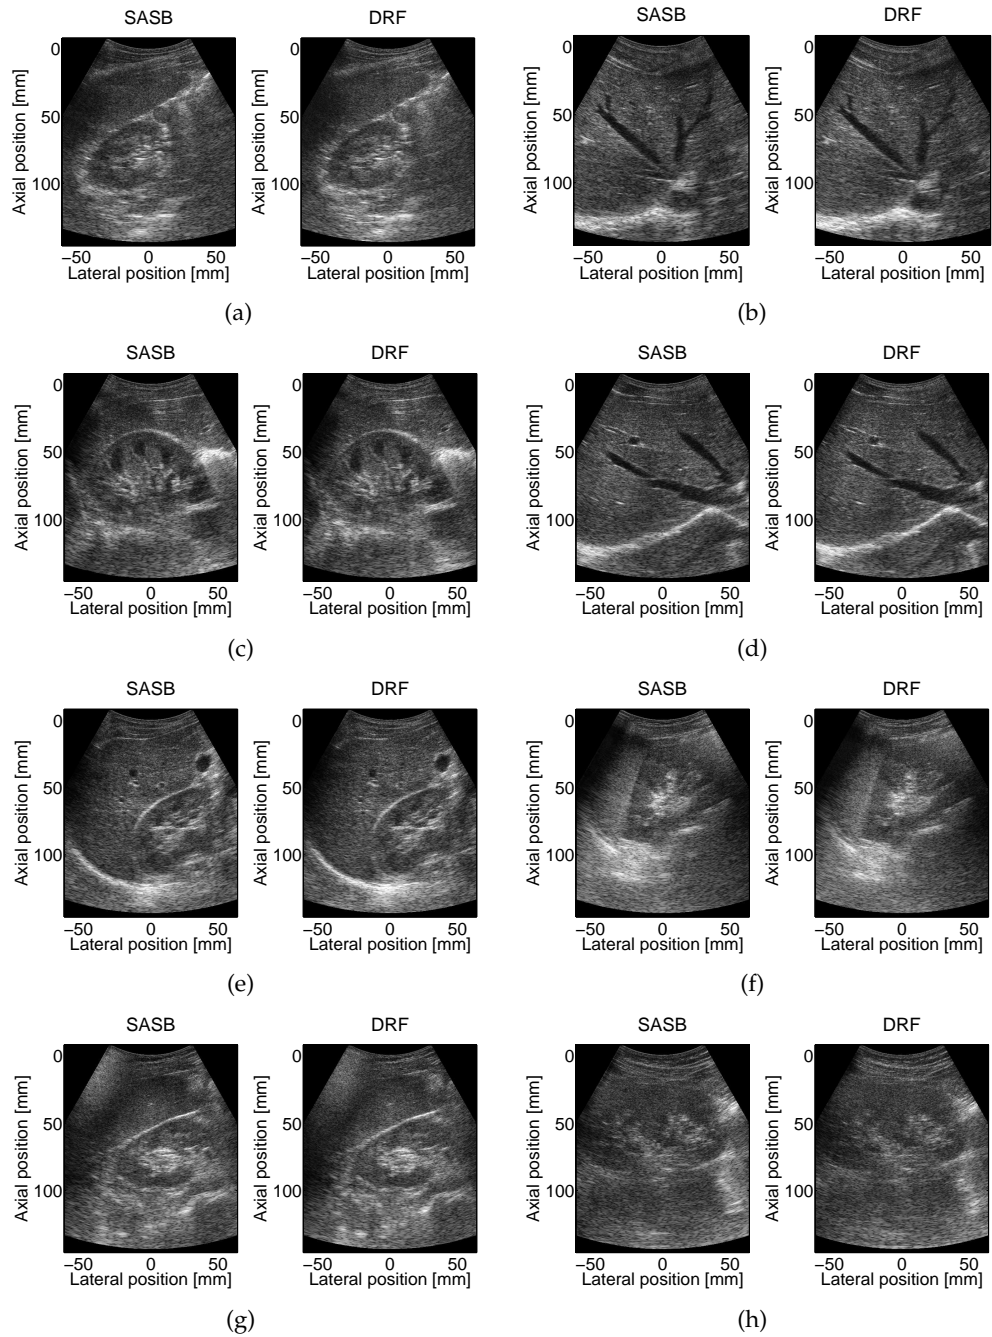 SASB DRF SASB DRF
0 0 0 0
50 50 50 50
100 100 100 100
Axial position [mm] Axial position [mm] Axial position [mm] Axial position [mm]
−50 0 50 −50 0 50 −50 0 50 −50 0 50
Lateral position [mm] Lateral position [mm] Lateral position [mm] Lateral position [mm]
(a) (b)
SASB DRF SASB DRF
0 0 0 0
50 50 50 50
100 100 100 100
Axial position [mm] Axial position [mm] Axial position [mm] Axial position [mm]
−50 0 50 −50 0 50 −50 0 50 −50 0 50
Lateral position [mm] Lateral position [mm] Lateral position [mm] Lateral position [mm]
(c) (d)
SASB DRF SASB DRF
0 0 0 0
50 50 50 50
100 100 100 100
Axial position [mm] Axial position [mm] Axial position [mm] Axial position [mm]
−50 0 50 −50 0 50 −50 0 50 −50 0 50
Lateral position [mm] Lateral position [mm] Lateral position [mm] Lateral position [mm]
(e) (f)
SASB DRF SASB DRF
0 0 0 0
50 50 50 50
100 100 100 100
Axial position [mm] Axial position [mm] Axial position [mm] Axial position [mm]
−50 0 50 −50 0 50 −50 0 50 −50 0 50
Lateral position [mm] Lateral position [mm] Lateral position [mm] Lateral position [mm]
(g) (h)